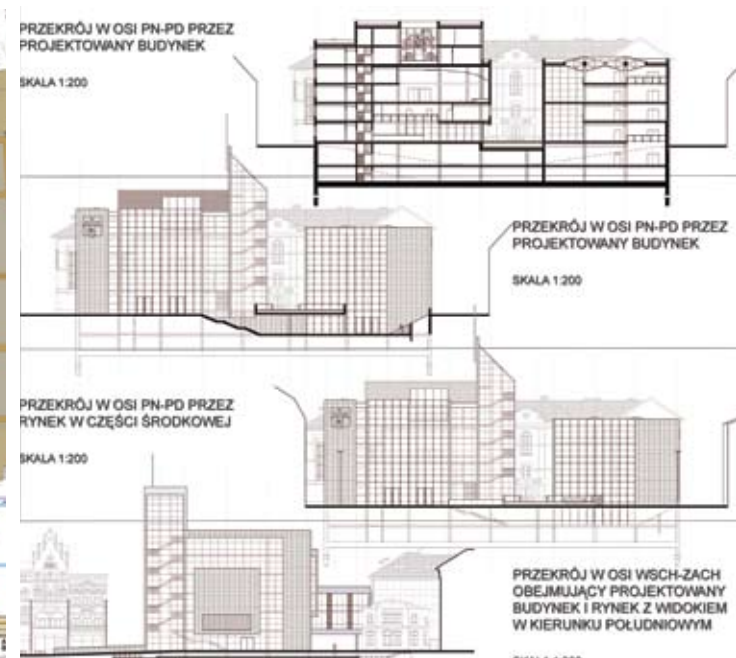 PRZEKRÓJ W OSI PN-PD PRZEZ
PROJEKTOWANY BUDYNEK
SKALA 1:200
PRZEKRÓJ W OSI PN-PD PRZEZ
PROJEKTOWANY BUDYNEK
SKALA 1:200
PRZEKRÓJ W OSI PN-PD PRZEZ
RYNEK W CZĘŚCI ŚRODKOWEJ
SKALA 1:200
PRZEKRÓJ W OSI WSCH-ZACH
OBEJMUJĄCY PROJEKTOWANY
BUDYNEK I RYNEK Z WIDOKIEM
W KIERUNKU POŁUDNIOWYM